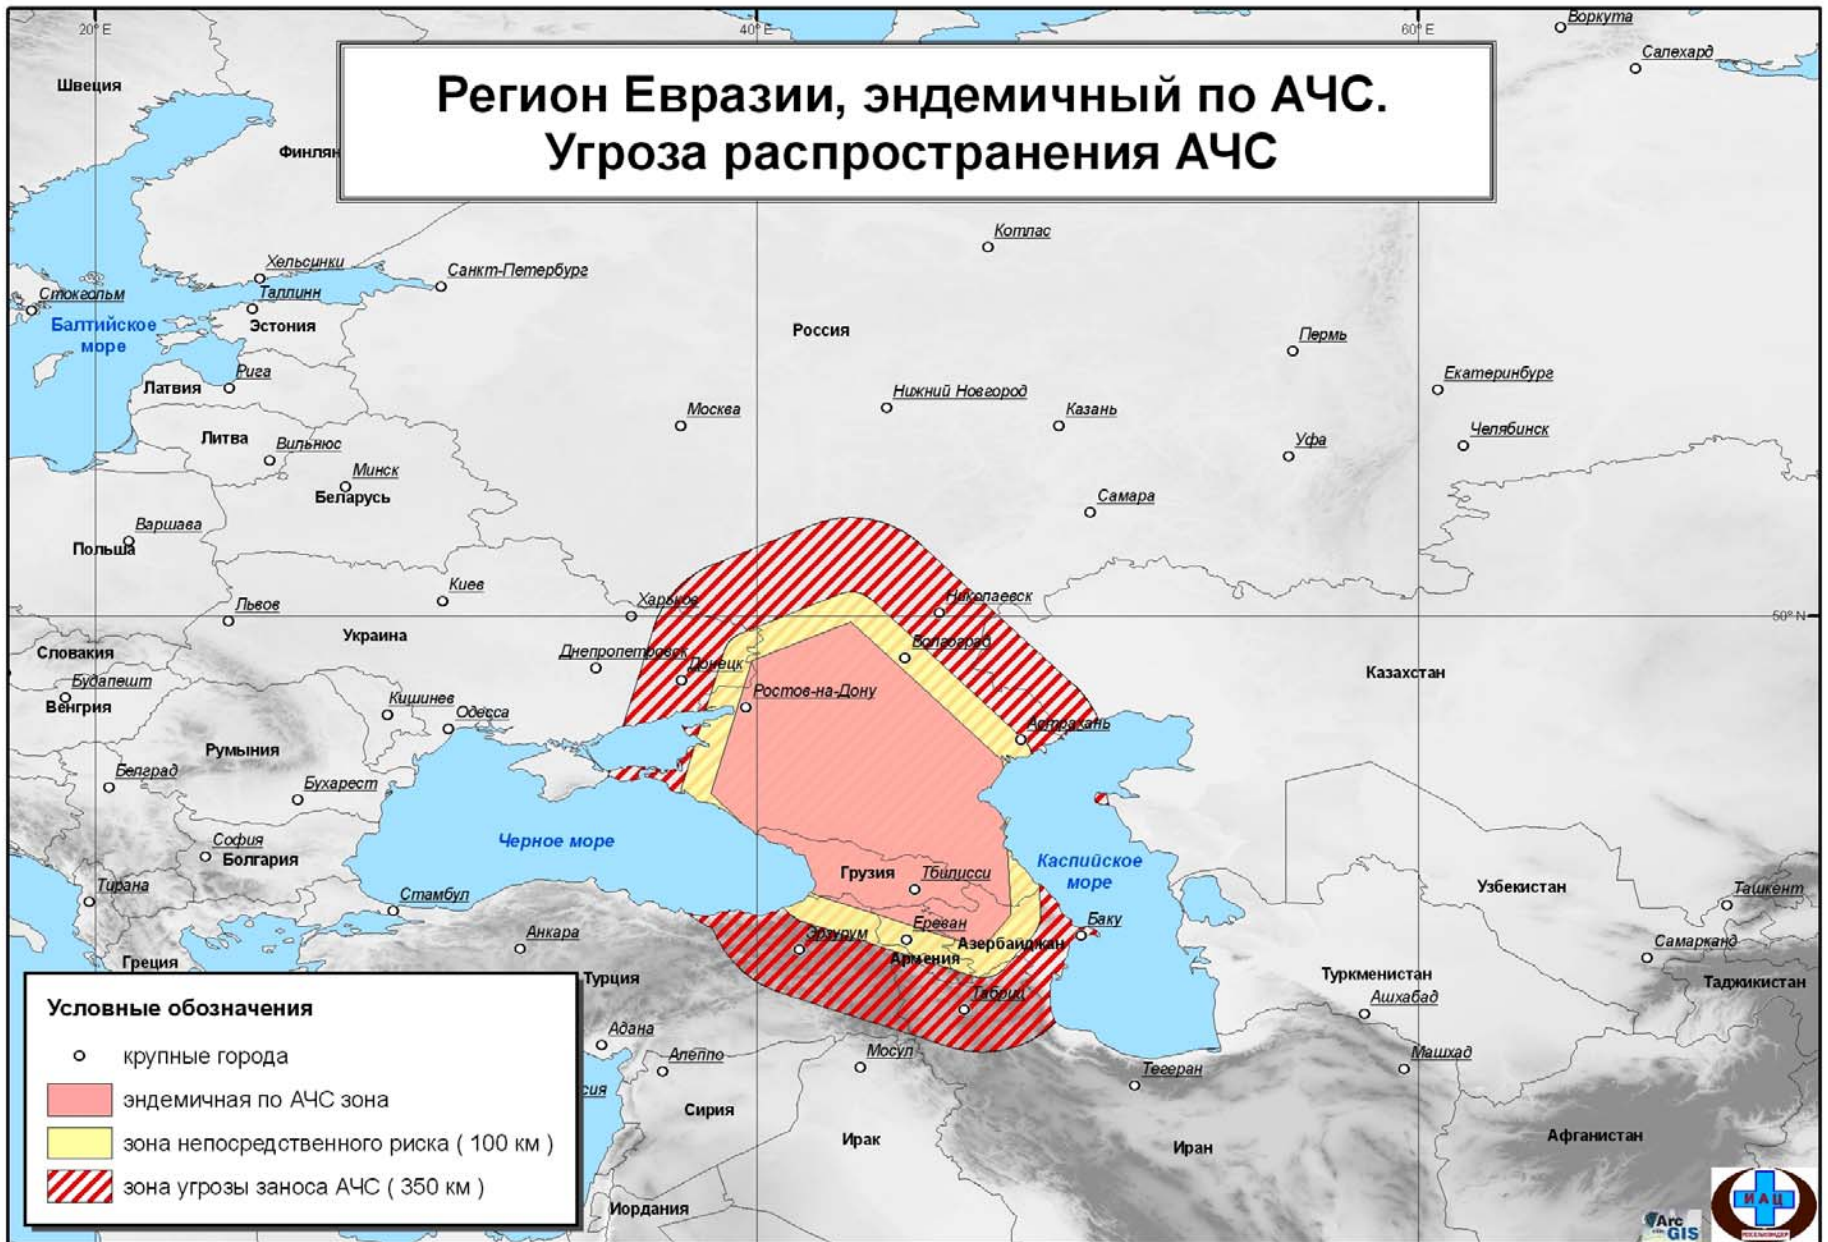 20° E
40° E
60° E
Воркута
Салехард
Швеция
Регион Евразии, эндемичный по АЧС.
Угроза распространения АЧС
Финлян
Котлас
Хельсинки
Санкт-Петербург
Стокгольм
Таллинн
Балтийское
море
Эстония
Россия
Пермь
Рига
Латвия
Екатеринбург
Нижний Новгород
Москва
Казань
Литва
Вильнюс
Уфа
Челябинск
Минск
Беларусь
Самара
Варшава
Польша
Киев
Харьков
Николаевск
Львов
50° N
Украина
Волгоград
Словакия
Днепропетровск
Донецк
Казахстан
Будапешт
Венгрия
Ростов-на-Дону
Кишинев
Одесса
Астрахань
Румыния
Белград
Бухарест
София
Болгария
Черное море
Каспийское
море
Грузия
Тбилиси
Узбекистан
Ташкент
Тирана
Стамбул
Ереван
Баку
Анкара
Эрзурум
Азербайджан
Самарканд
Греция
Армения
Турция
Туркменистан
Таджикистан
Табриц
Ашхабад
Условные обозначения
крупные города
эндемичная по АЧС зона
зона непосредственного риска ( 100 км )
зона угрозы заноса АЧС ( 350 км )
Адана
Алеппо
Мосул
Тегеран
Машхад
сия
Сирия
Ирак
Иран
Афганистан
Иордания
Arc
GIS
ИАЦ